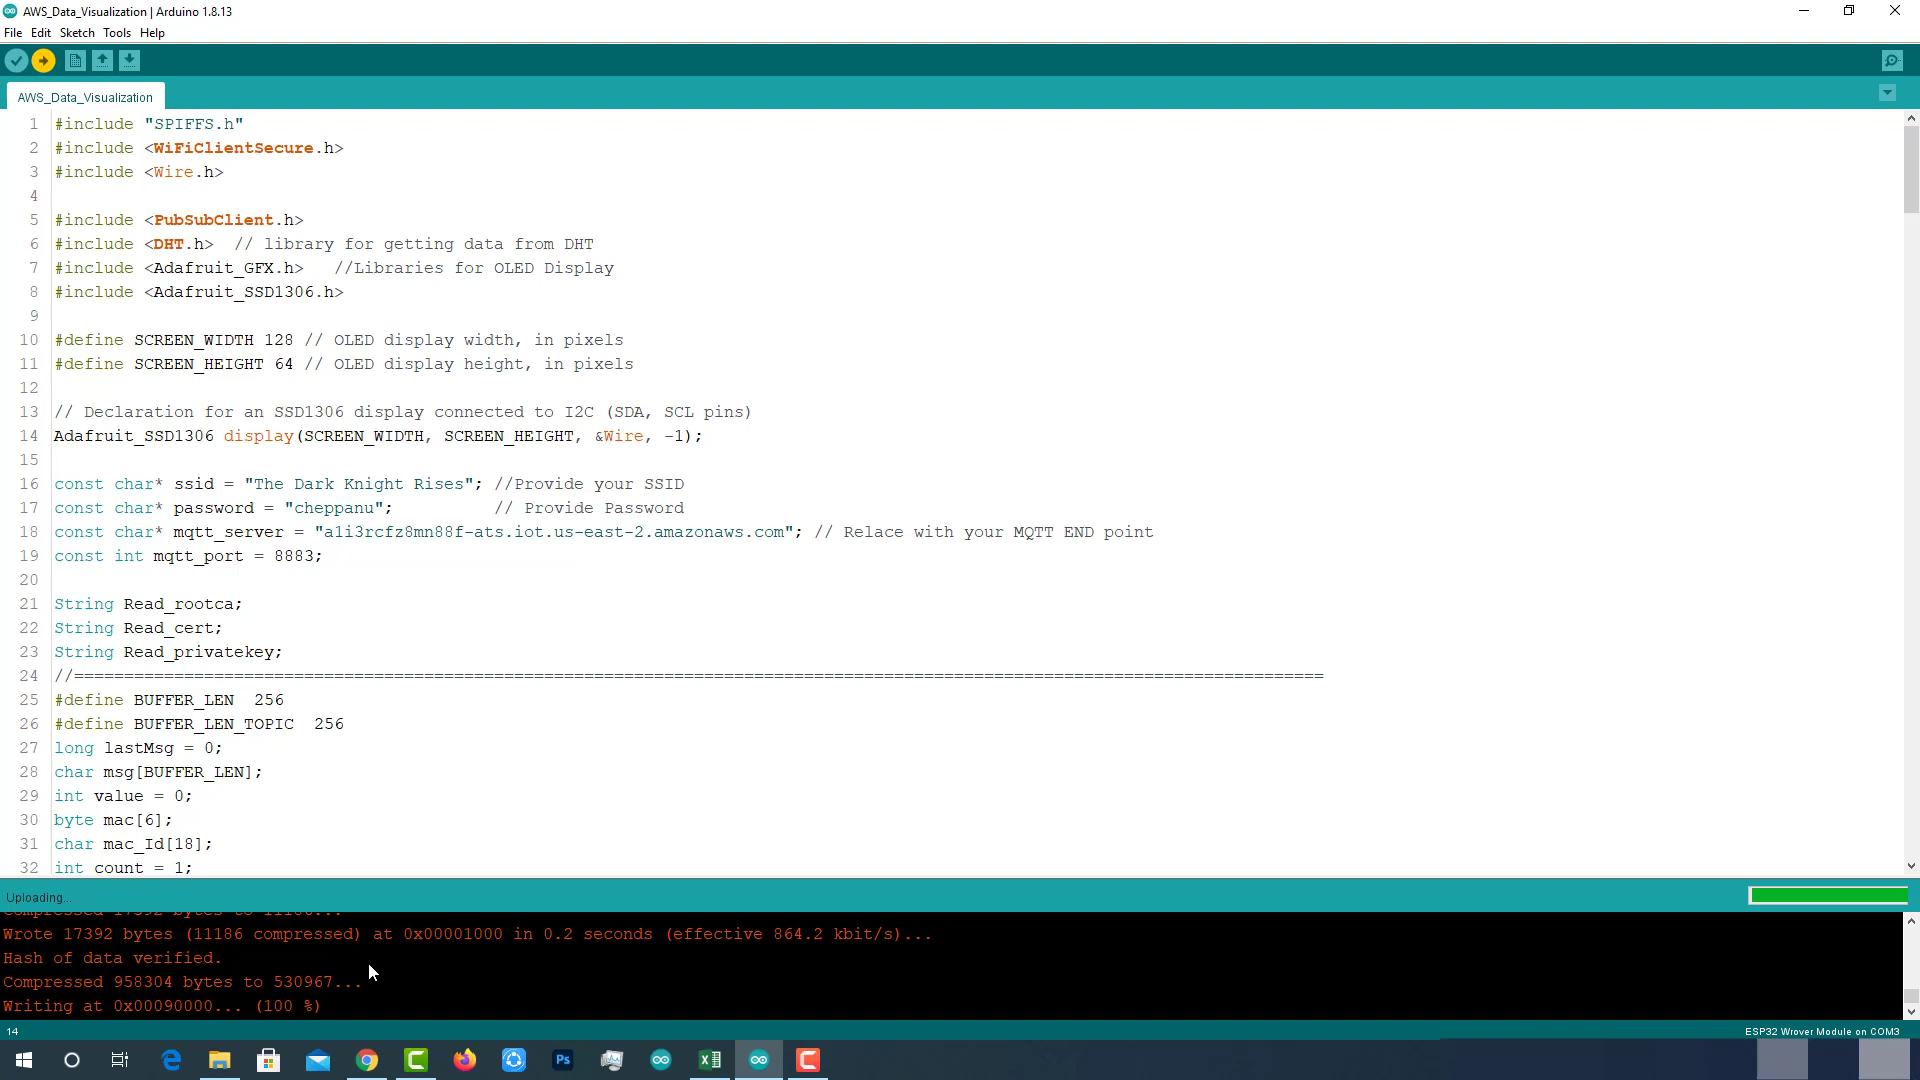 AWS_Data_Visualization | Arduino 1.8.13
File Edit Sketch Tools Help
AWS_Data_Visualization
1 #include "SPIFFS.h"
2 #include <WiFiClientSecure.h>
3 #include <Wire.h>
4
5 #include <PubSubClient.h>
6 #include <DHT.h>  // library for getting data from DHT
7 #include <Adafruit_GFX.h>   //Libraries for OLED Display
8 #include <Adafruit_SSD1306.h>
9
10 #define SCREEN_WIDTH 128 // OLED display width, in pixels
11 #define SCREEN_HEIGHT 64 // OLED display height, in pixels
12
13 // Declaration for an SSD1306 display connected to I2C (SDA, SCL pins)
14 Adafruit_SSD1306 display(SCREEN_WIDTH, SCREEN_HEIGHT, &Wire, -1);
15
16 const char* ssid = "The Dark Knight Rises"; //Provide your SSID
17 const char* password = "cheppanu";          // Provide Password
18 const char* mqtt_server = "a1i3rcfz8mn88f-ats.iot.us-east-2.amazonaws.com"; // Relace with your MQTT END point
19 const int mqtt_port = 8883;
20
21 String Read_rootca;
22 String Read_cert;
23 String Read_privatekey;
24 //=============================================================================================================================
25 #define BUFFER_LEN  256
26 #define BUFFER_LEN_TOPIC  256
27 long lastMsg = 0;
28 char msg[BUFFER_LEN];
29 int value = 0;
30 byte mac[6];
31 char mac_Id[18];
32 int count = 1;
Uploading...
Compressed 17392 bytes to 11186...
Wrote 17392 bytes (11186 compressed) at 0x00001000 in 0.2 seconds (effective 864.2 kbit/s)...
Hash of data verified.
Compressed 958304 bytes to 530967...
Writing at 0x00090000... (100 %)
14
ESP32 Wrover Module on COM3
Ps